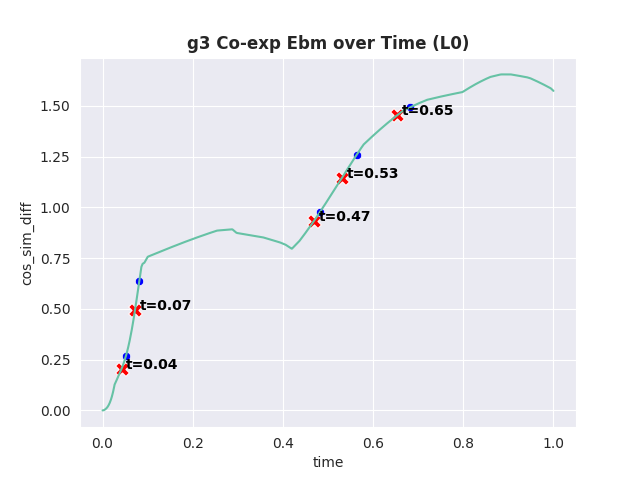 g3 Co-exp Ebm over Time (L0)
cos_sim_diff
1.50
1.25
1.00
0.75
0.50
0.25
0.00
t=0.65
t=0.53
t=0.47
t=0.07
t=0.04
0.0 0.2 0.4 0.6 0.8 1.0
time